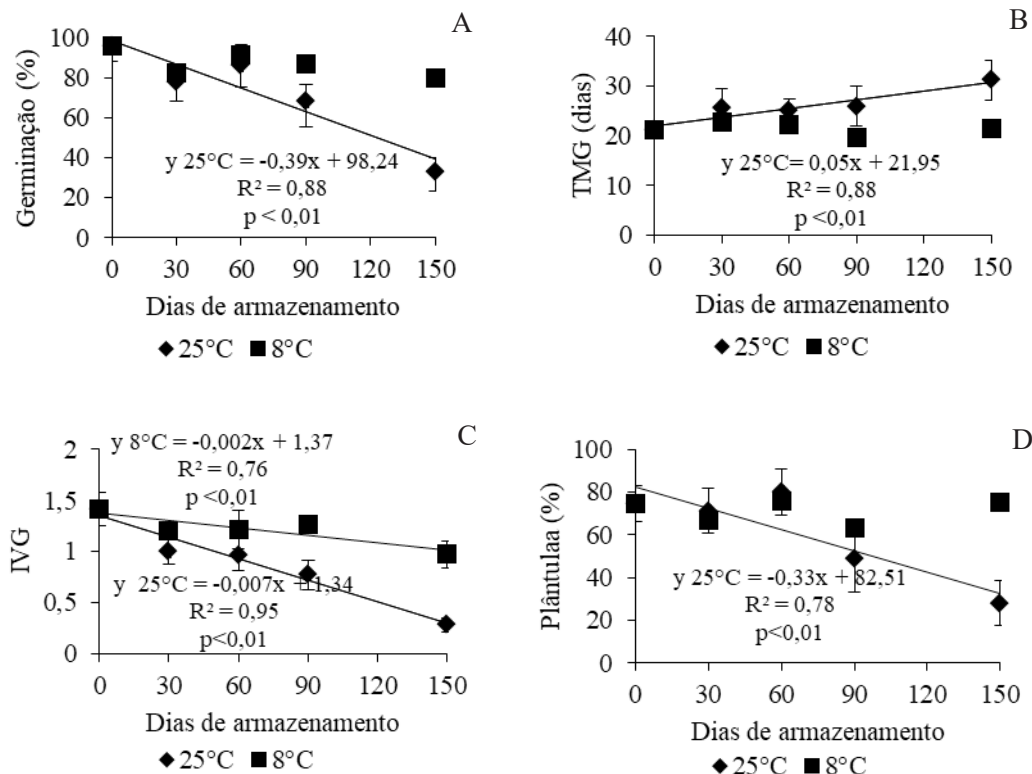 A
Germinação (%)
100
80
60
40
20
0
y 25°C = -0,39x + 98,24
R² = 0,88
p < 0,01
0 30 60 90 120 150
Dias de armazenamento
25°C 8°C
B
TMG (dias)
40
30
20
10
0
y 25°C= 0,05x + 21,95
R² = 0,88
p <0,01
0 30 60 90 120 150
Dias de armazenamento
25°C 8°C
C
IVG
2
1,5
1
0,5
0
y 8°C = -0,002x + 1,37
R² = 0,76
p <0,01
y 25°C = -0,007x + 1,34
R² = 0,95
p<0,01
0 30 60 90 120 150
Dias de armazenamento
25°C 8°C
D
Plântulaa (%)
100
80
60
40
20
0
y 25°C = -0,33x + 82,51
R² = 0,78
p<0,01
0 30 60 90 120 150
Dias de armazenamento
25°C 8°C